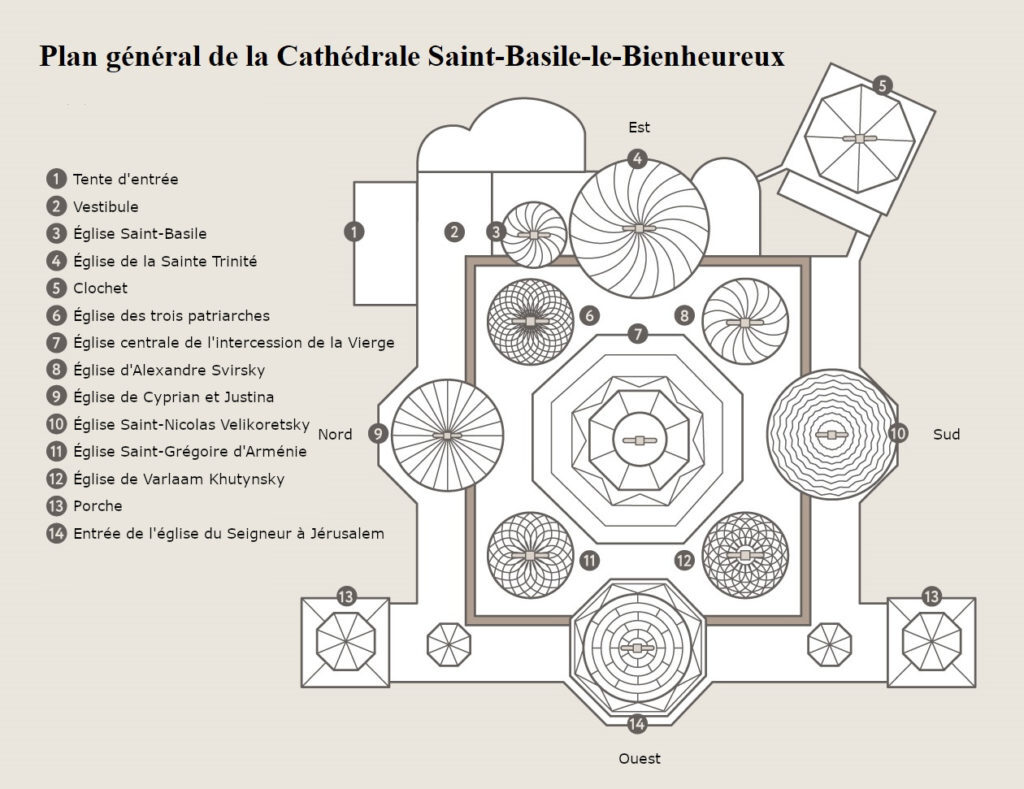 Plan général de la Cathédrale Saint-Basile-le-Bienheureux
1 Tente d'entrée
2 Vestibule
3 Église Saint-Basile
4 Église de la Sainte Trinité
5 Clochet
6 Église des trois patriarches
7 Église centrale de l'intercession de la Vierge
8 Église d'Alexandre Svirsky
9 Église de Cyprian et Justina
10 Église Saint-Nicolas Velikoretsky
11 Église Saint-Grégoire d'Arménie
12 Église de Varlaam Khutynsky
13 Porche
14 Entrée de l'église du Seigneur à Jérusalem
5
Est
4
1 2 3
6 8
7
Nord 9 10 Sud
11 12
13 13
14
Ouest